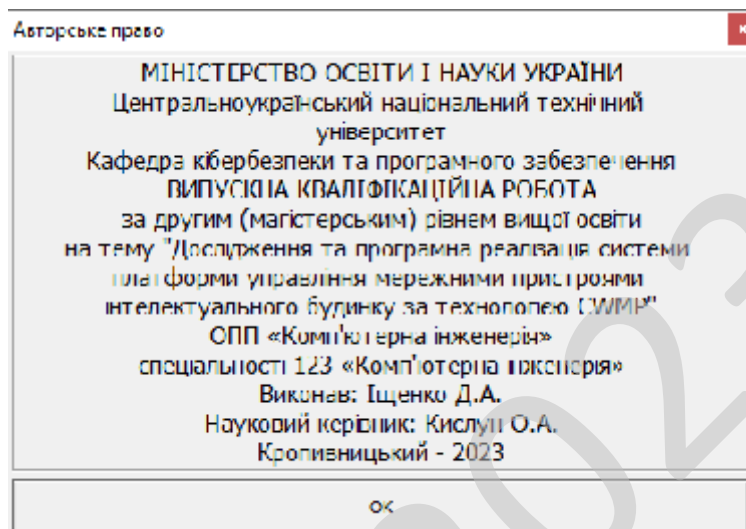 Авторське право
МІНІСТЕРСТВО ОСВІТИ І НАУКИ УКРАЇНИ
Центральноукраїнський національний технічний
університет
Кафедра кібербезпеки та програмного забезпечення
ВИПУСКНА КВАЛІФІКАЦІЙНА РОБОТА
за другим (магістерським) рівнем вищої освіти
на тему "Дослідження та програмна реалізація системи
платформи управління мережними пристроями
інтелектуального будинку за технологією CWMP"
ОПП «Комп'ютерна інженерія»
спеціальності 123 «Комп'ютерна інженерія»
Виконав: Іщенко Д.А.
Науковий керівник: Кислун О.А.
Кропивницький - 2023
ОК